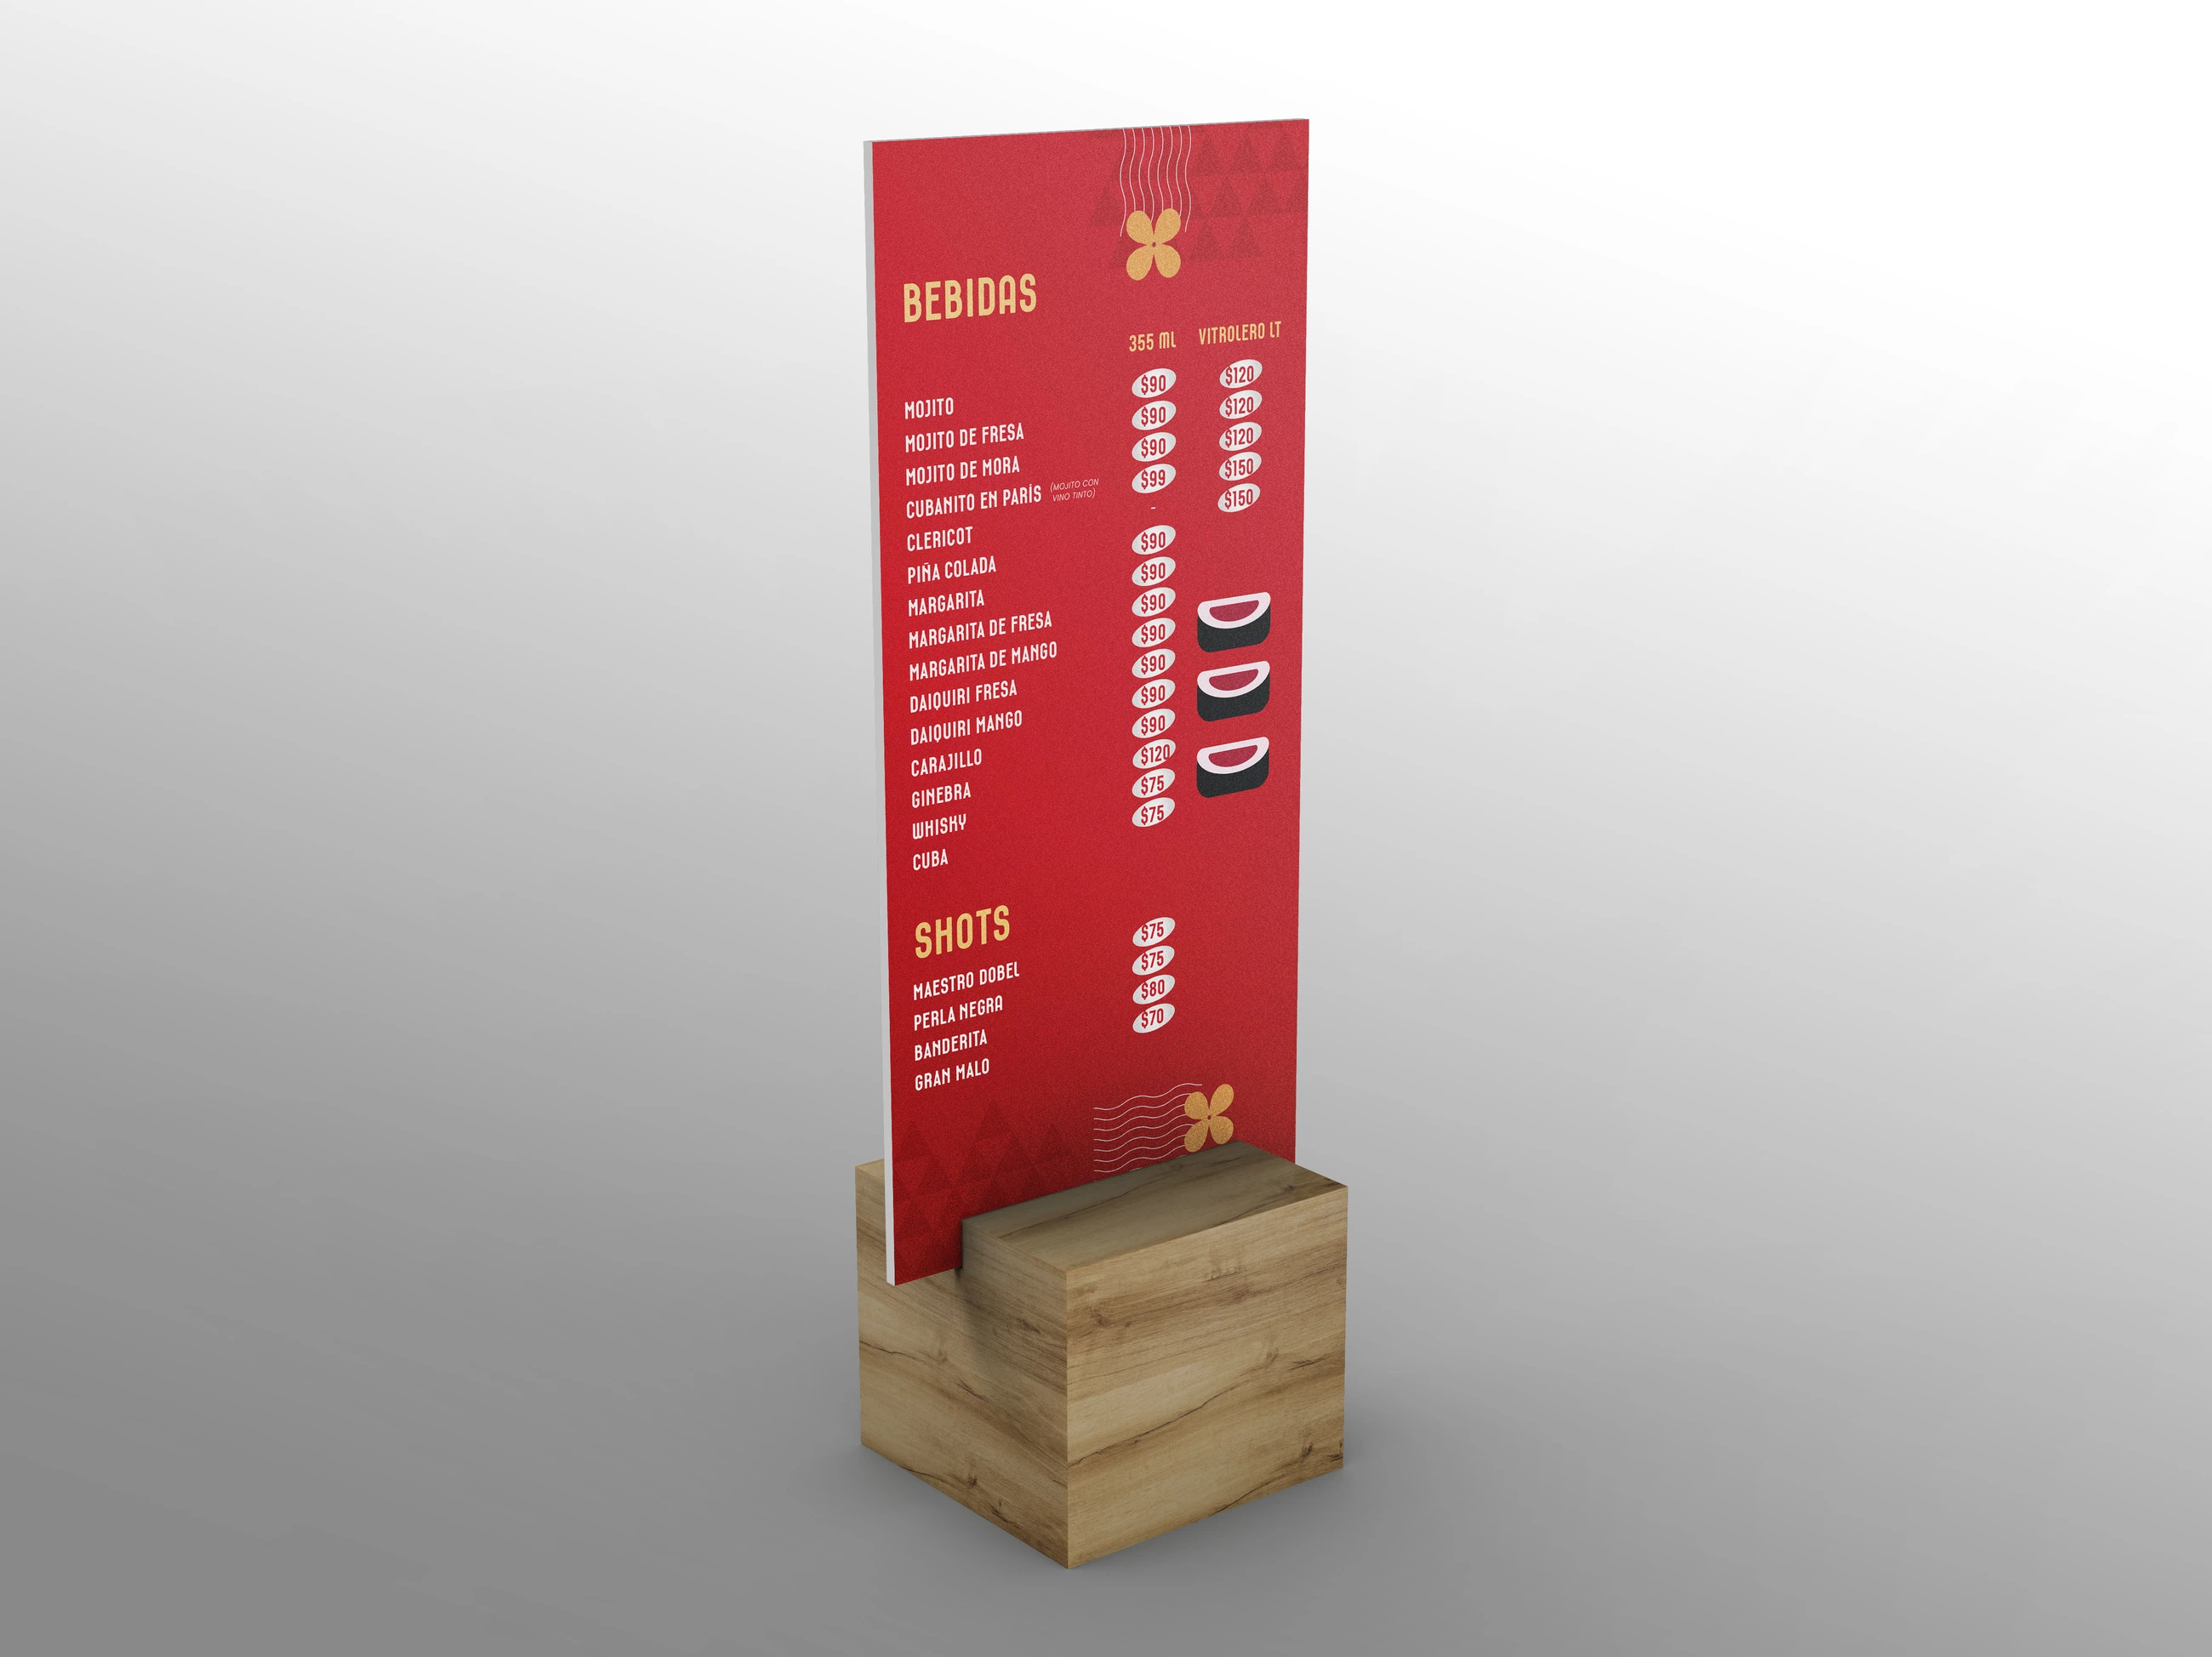 BEBIDAS
355 ML VITROLERO LT
MOJITO $90 $120
MOJITO DE FRESA $90 $120
MOJITO DE MORA $90 $120
CUBANITO EN PARÍS (MOJITO CON VINO TINTO) $99 $150
CLERICOT - $150
PIÑA COLADA $90
MARGARITA $90
MARGARITA DE FRESA $90
MARGARITA DE MANGO $90
DAIQUIRI FRESA $90
DAIQUIRI MANGO $90
CARAJILLO $90
GINEBRA $120
WHISKY $75
CUBA $75
SHOTS
MAESTRO DOBEL $75
PERLA NEGRA $75
BANDERITA $80
GRAN MALO $70